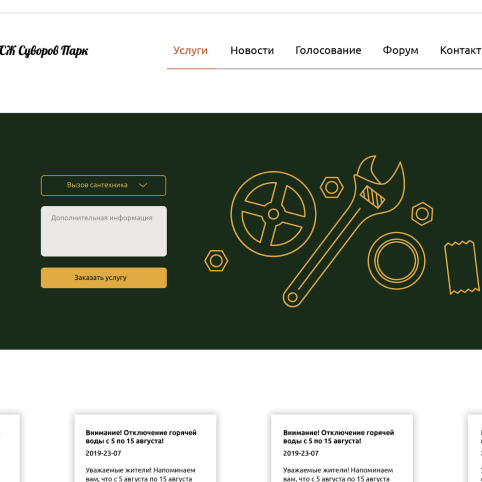 СЖ Суворов Парк
Услуги
Новости
Голосование
Форум
Контакт
Вызов сантехника
Дополнительная информация
Заказать услугу
Внимание! Отключение горячей
воды с 5 по 15 августа!
2019-23-07
Уважаемые жители! Напоминаем
вам, что с 5 августа по 15 августа
Внимание! Отключение горячей
воды с 5 по 15 августа!
2019-23-07
Уважаемые жители! Напоминаем
вам, что с 5 августа по 15 августа